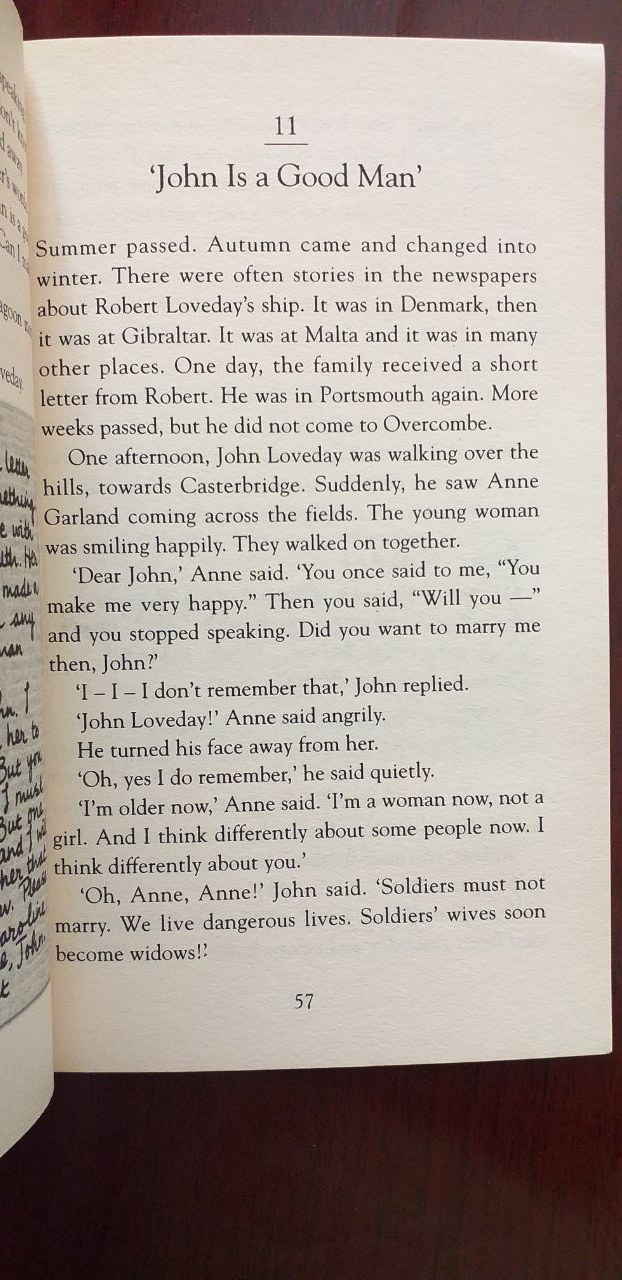 11
‘John Is a Good Man’
Summer passed. Autumn came and changed into
winter. There were often stories in the newspapers
about Robert Loveday’s ship. It was in Denmark, then
it was at Gibraltar. It was at Malta and it was in many
other places. One day, the family received a short
letter from Robert. He was in Portsmouth again. More
weeks passed, but he did not come to Overcombe.
One afternoon, John Loveday was walking over the
hills, towards Casterbridge. Suddenly, he saw Anne
Garland coming across the fields. The young woman
was smiling happily. They walked on together.
‘Dear John,’ Anne said. ‘You once said to me, “You
make me very happy.” Then you said, “Will you —”
and you stopped speaking. Did you want to marry me
then, John?’
‘I – I – I don’t remember that,’ John replied.
‘John Loveday!’ Anne said angrily.
He turned his face away from her.
‘Oh, yes I do remember,’ he said quietly.
‘I’m older now,’ Anne said. ‘I’m a woman now, not a
girl. And I think differently about some people now. I
think differently about you.’
‘Oh, Anne, Anne!’ John said. ‘Soldiers must not
marry. We live dangerous lives. Soldiers’ wives soon
become widows!’
57